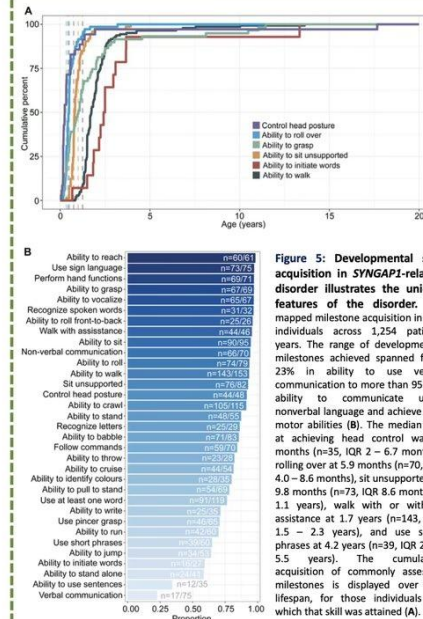 A
Cumulative percent
100
75
50
25
0
Control head posture
Ability to roll over
Ability to grasp
Ability to sit unsupported
Ability to initiate words
Ability to walk
0
5
10
15
20
Age (years)
B
Ability to reach n=60/61
Use sign language n=73/75
Perform hand functions n=69/71
Ability to grasp n=67/69
Ability to vocalize n=65/67
Recognize spoken words n=31/32
Ability to roll front-to-back n=25/26
Walk with assisstance n=44/46
Ability to sit n=90/95
Non-verbal communication n=66/70
Ability to roll n=74/79
Ability to walk n=143/153
Sit unsupported n=76/82
Control head posture n=44/48
Ability to crawl n=105/115
Ability to stand n=48/55
Recognize letters n=25/29
Ability to babble n=71/83
Follow commands n=59/70
Ability to throw n=23/28
Ability to cruise n=44/54
Ability to identify colours n=28/35
Ability to pull to stand n=54/69
Use at least one word n=91/119
Ability to write n=25/35
Use pincer grasp n=46/65
Ability to run n=42/60
Use short phrases n=39/60
Ability to jump n=34/53
Ability to initiate words
Ability to stand alone
Ability to use sentences n=12/35
Verbal communication n=17/75
0.00 0.25 0.50 0.75 1.00
Proportion
Figure 5: Developmental
acquisition in SYNGAP1-rela
disorder illustrates the uni
features of the disorder.
mapped milestone acquisition in
individuals across 1,254 pati
years. The range of developme
milestones achieved spanned f
23% in ability to use ve
communication to more than 95
ability to communicate u
nonverbal language and achieve
motor abilities (B). The median
at achieving head control wa
months (n=35, IQR 2 – 6.7 mont
rolling over at 5.9 months (n=70,
4.0 – 8.6 months), sit unsupporte
9.8 months (n=73, IQR 8.6 mont
1.1 years), walk with or with
assistance at 1.7 years (n=143,
1.5 – 2.3 years), and use s
phrases at 4.2 years (n=39, IQR 2
5.5 years). The cumula
acquisition of commonly asses
milestones is displayed over
lifespan, for those individuals
which that skill was attained (A).